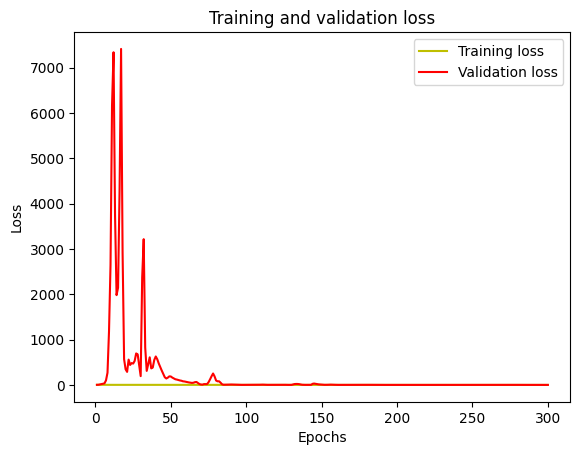 Training and validation loss
Training loss
Validation loss
7000
6000
5000
4000
3000
2000
1000
0
Loss
0 50 100 150 200 250 300
Epochs